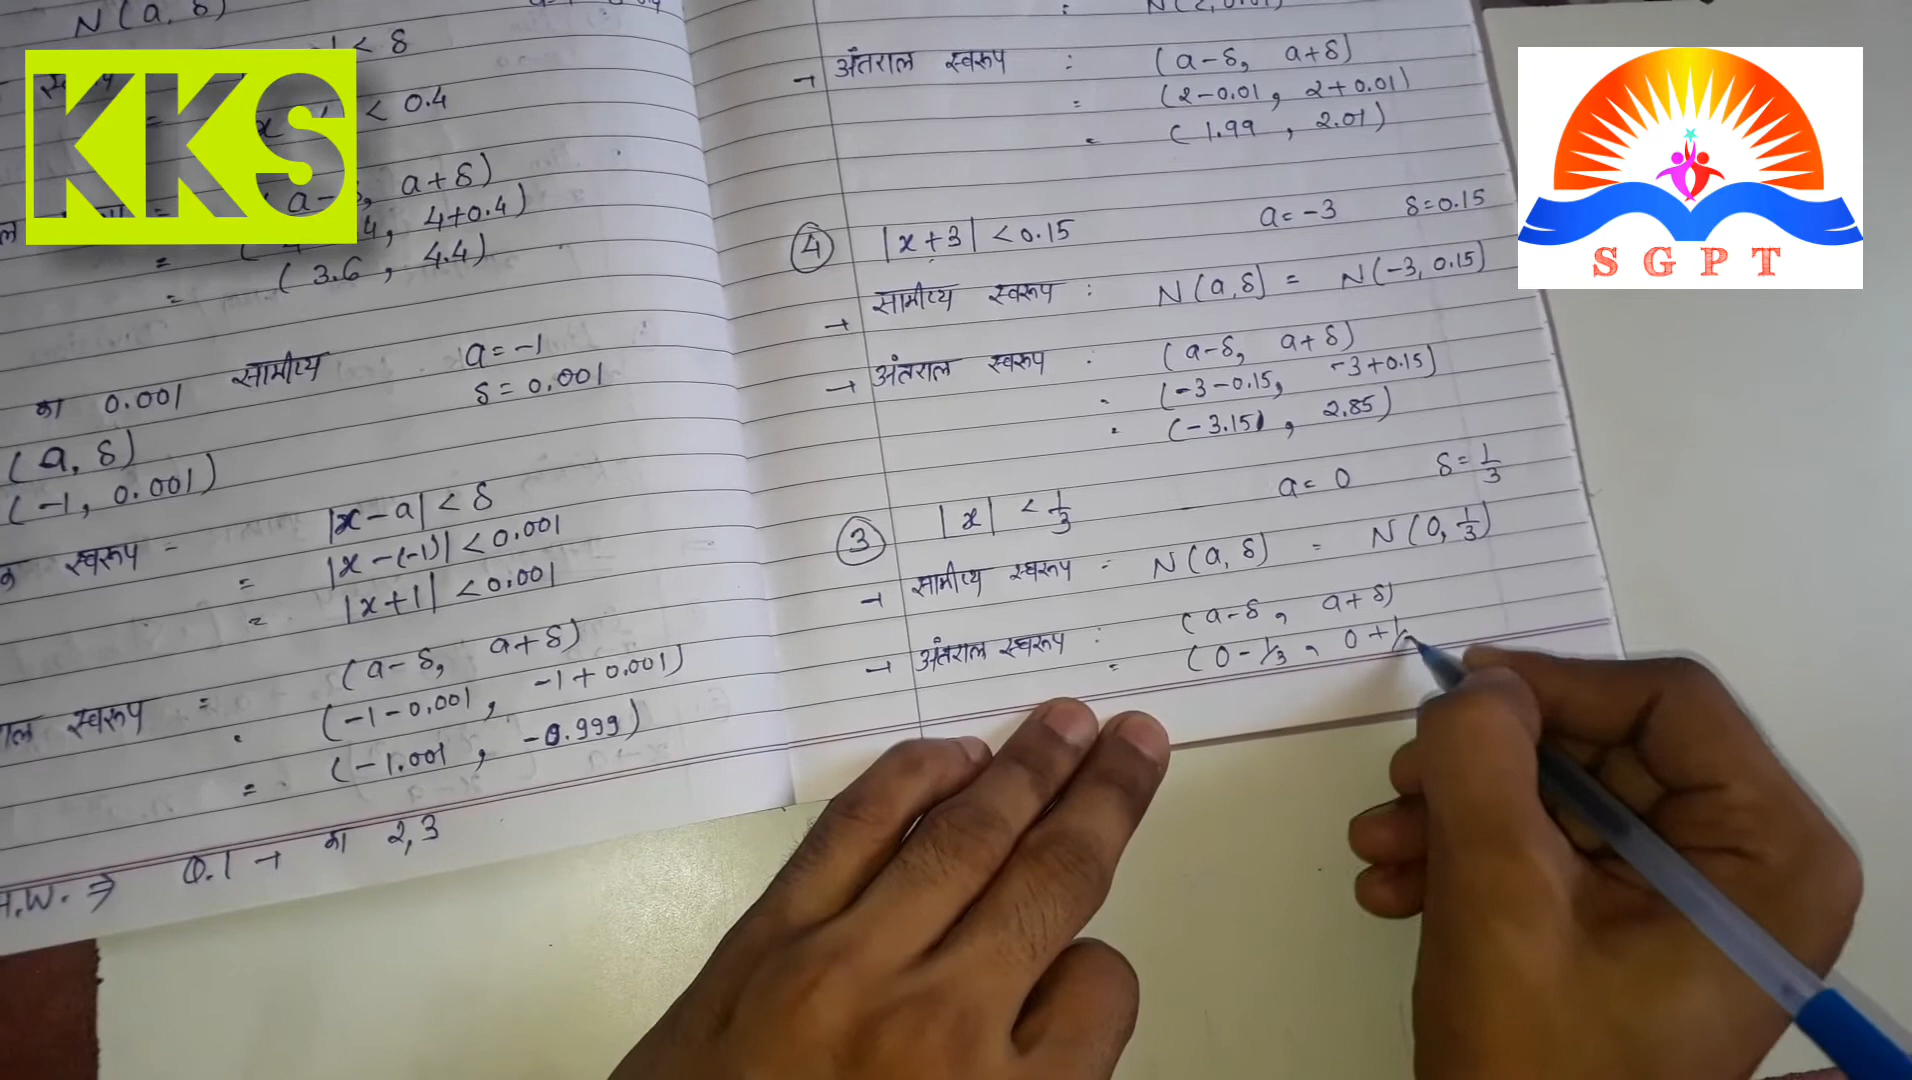 N(a, δ)
< δ
< 0.4
(a-δ, a+δ)
4, 4+0.4)
= (3.6, 4.4)
का 0.001 सामीप्य a = -1
δ = 0.001
(a, δ)
(-1, 0.001)
स्वरूप = |x-a| < δ
= |x-(-1)| < 0.001
= |x+1| < 0.001
स्वरूप = (a-δ, a+δ)
(-1-0.001, -1+0.001)
= (-1.001, -0.999)
H.W. ⇒ Q.1 → का 2,3
→ अंतराल स्वरूप : (a-δ, a+δ)
= (2-0.01, 2+0.01)
= (1.99, 2.01)
④ |x+3| < 0.15 a = -3 δ = 0.15
→ सामीप्य स्वरूप : N(a, δ) = N(-3, 0.15)
→ अंतराल स्वरूप : (a-δ, a+δ)
= (-3-0.15, -3+0.15)
= (-3.15, 2.85)
③ |x| < 1/3 a = 0 δ = 1/3
→ सामीप्य स्वरूप = N(a, δ) = N(0, 1/3)
→ अंतराल स्वरूप : (a-δ, a+δ)
= (0-1/3, 0+1/
KKS
SGPT